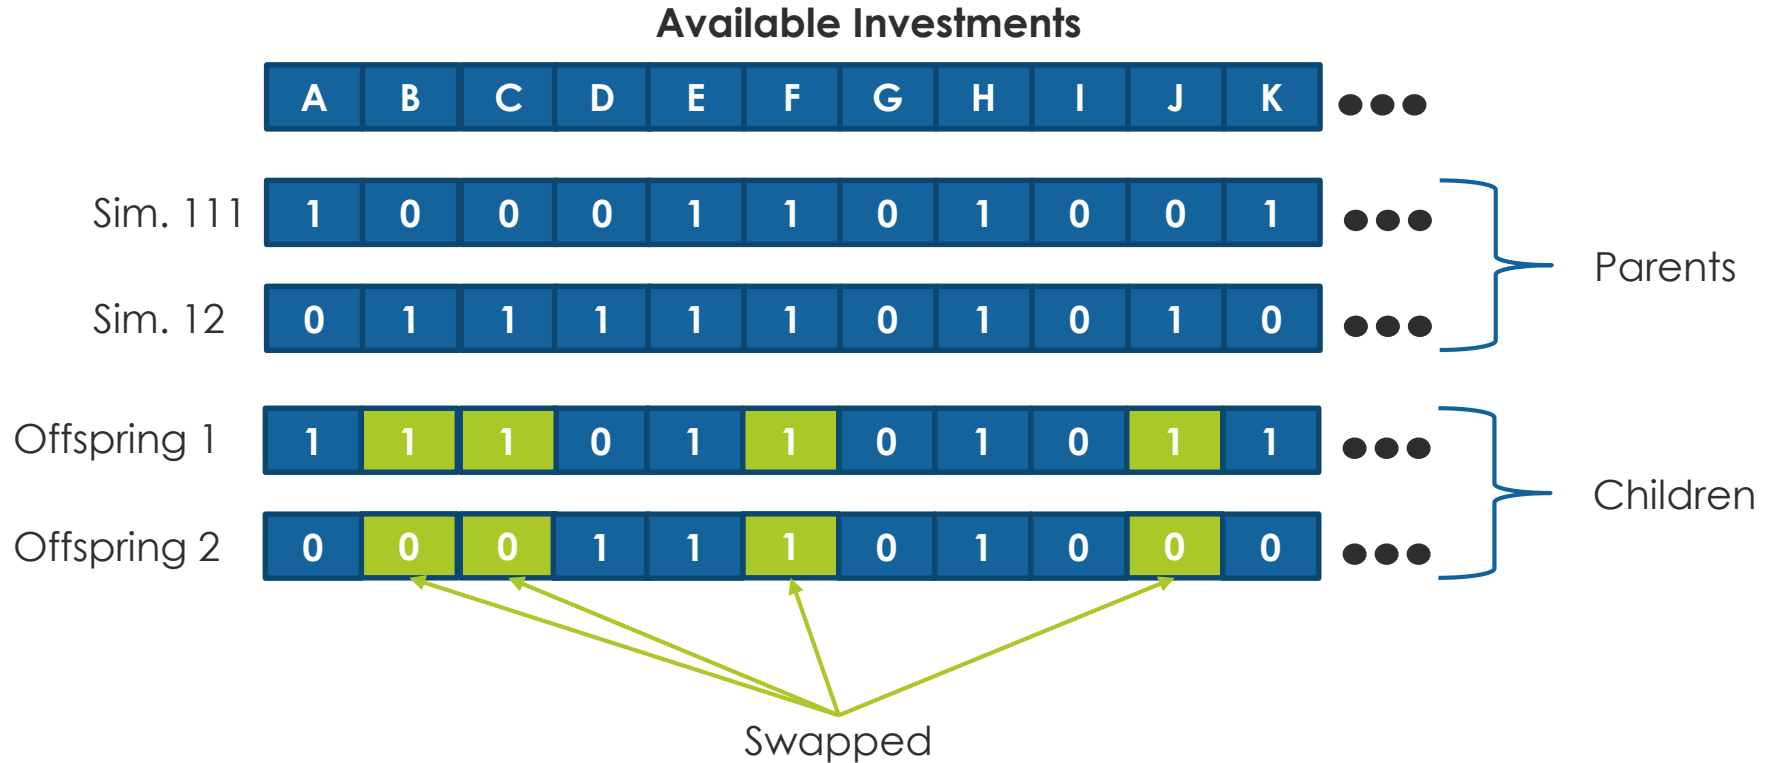 Available Investments
A B C D E F G H I J K
Sim. 111 1 0 0 0 1 1 0 1 0 0 1
Parents
Sim. 12 0 1 1 1 1 1 0 1 0 1 0
Offspring 1 1 1 1 0 1 1 0 1 0 1 1
Children
Offspring 2 0 0 0 1 1 1 0 1 0 0 0
Swapped